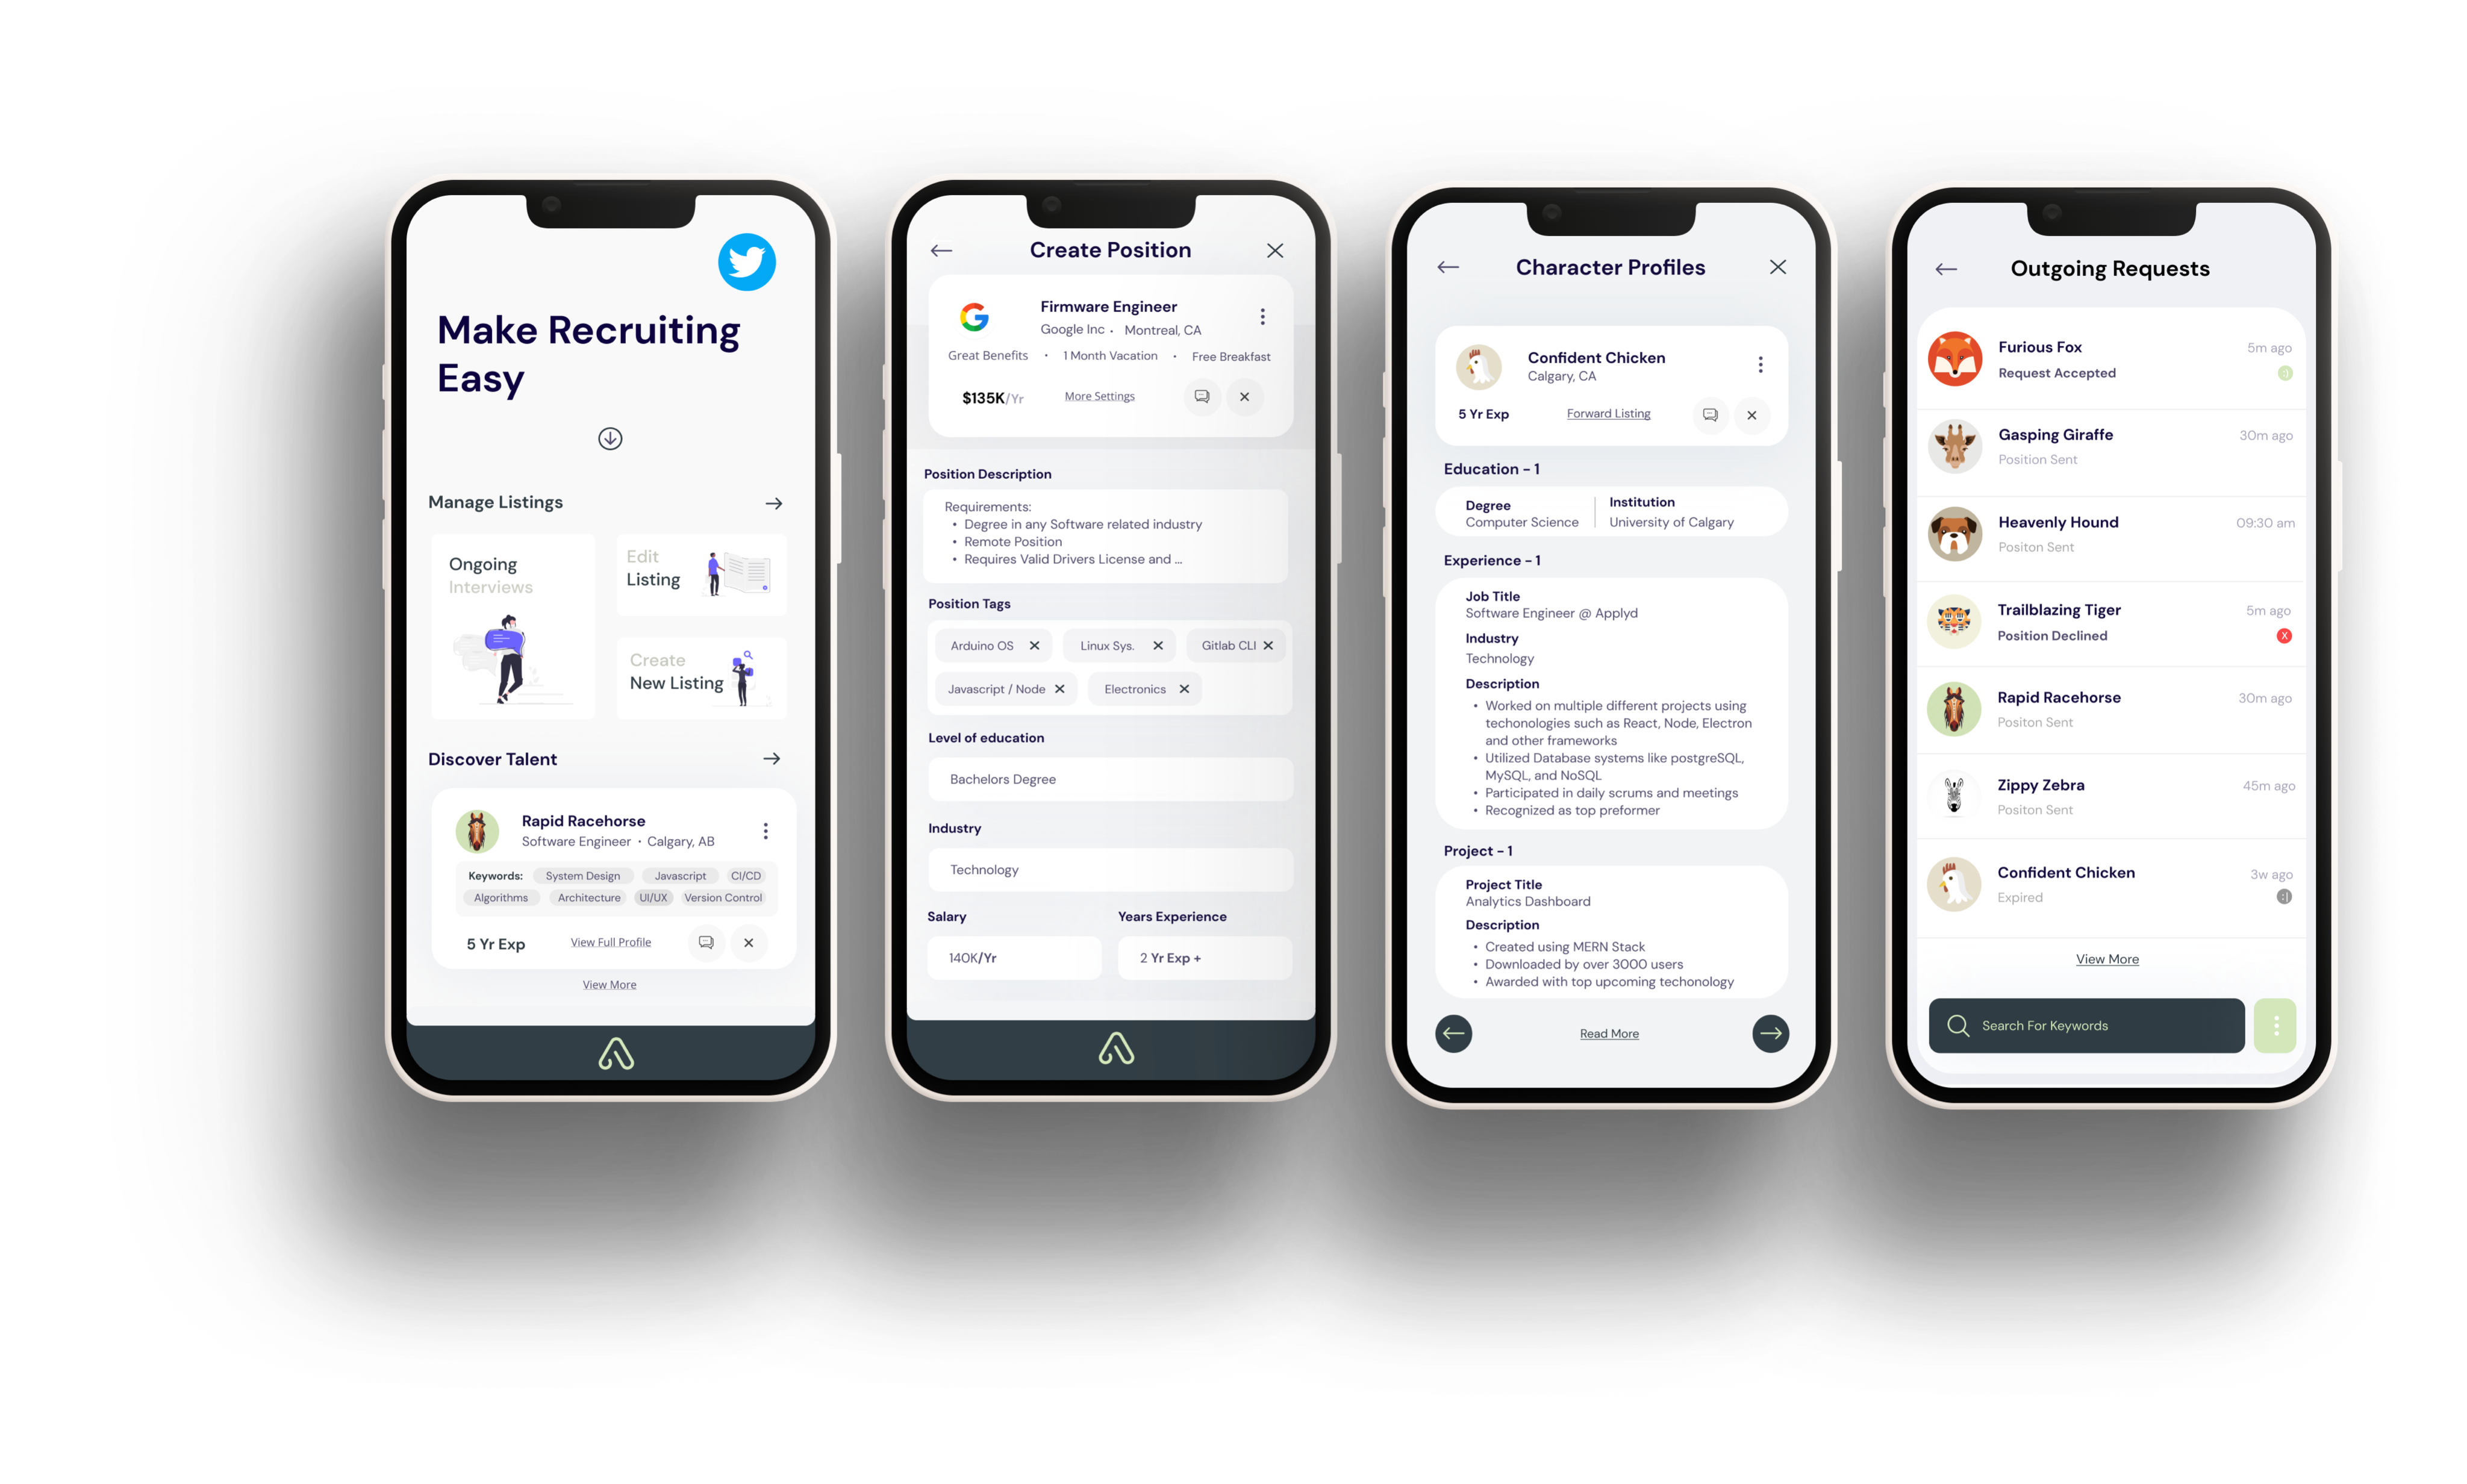 Make Recruiting
Easy
Manage Listings
Ongoing
Interviews
Edit
Listing
Create
New Listing
Discover Talent
Rapid Racehorse
Software Engineer • Calgary, AB
Keywords: System Design Javascript CI/CD
Algorithms Architecture UI/UX Version Control
5 Yr Exp View Full Profile
View More
Create Position
Firmware Engineer
Google Inc • Montreal, CA
Great Benefits • 1 Month Vacation • Free Breakfast
$135K/Yr More Settings
Position Description
Requirements:
• Degree in any Software related industry
• Remote Position
• Requires Valid Drivers License and ...
Position Tags
Arduino OS Linux Sys. Gitlab CLI
Javascript / Node Electronics
Level of education
Bachelors Degree
Industry
Technology
Salary Years Experience
140K/Yr 2 Yr Exp +
Character Profiles
Confident Chicken
Calgary, CA
5 Yr Exp Forward Listing
Education - 1
Degree Institution
Computer Science University of Calgary
Experience - 1
Job Title
Software Engineer @ Applyd
Industry
Technology
Description
• Worked on multiple different projects using
techonologies such as React, Node, Electron
and other frameworks
• Utilized Database systems like postgreSQL,
MySQL, and NoSQL
• Participated in daily scrums and meetings
• Recognized as top preformer
Project - 1
Project Title
Analytics Dashboard
Description
• Created using MERN Stack
• Downloaded by over 3000 users
• Awarded with top upcoming techonology
Read More
Outgoing Requests
Furious Fox 5m ago
Request Accepted :)
Gasping Giraffe 30m ago
Position Sent
Heavenly Hound 09:30 am
Positon Sent
Trailblazing Tiger 5m ago
Position Declined X
Rapid Racehorse 30m ago
Positon Sent
Zippy Zebra 45m ago
Positon Sent
Confident Chicken 3w ago
Expired :|
View More
Search For Keywords